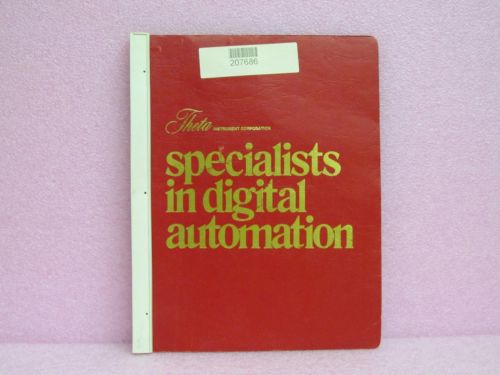 207686
Theta INSTRUMENT CORPORATION
specialists
in digital
automation